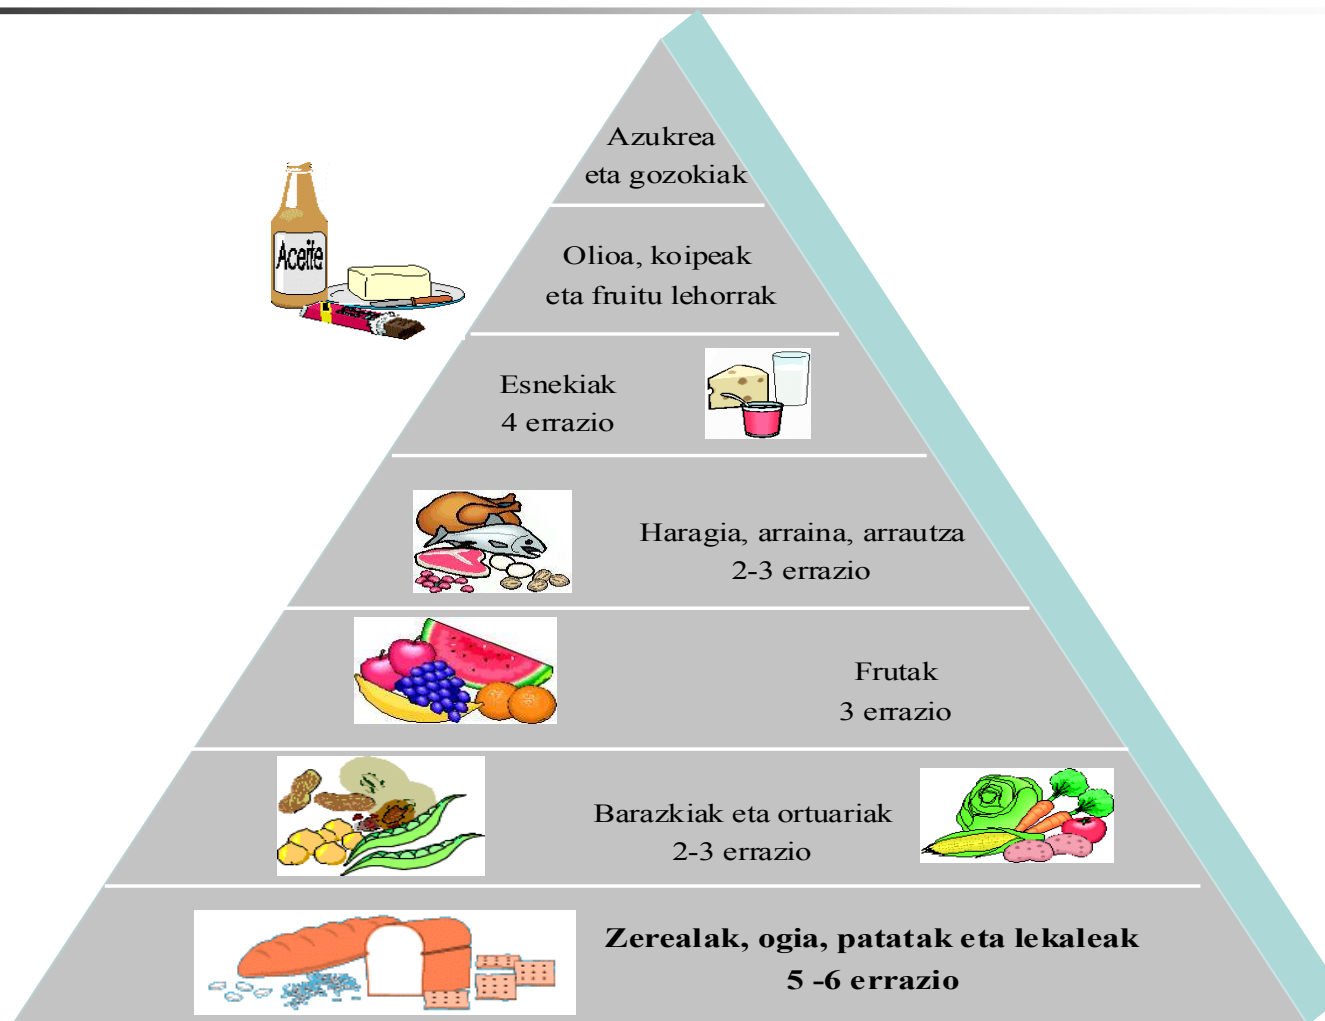 Azukrea
eta gozokiak
Aceite
Olioa, koipeak
eta fruitu lehorrak
Esnekiak
4 errazio
Haragia, arraina, arrautza
2-3 errazio
Frutak
3 errazio
Barazkiak eta ortuariak
2-3 errazio
Zerealak, ogia, patatak eta lekaleak
5 -6 errazio